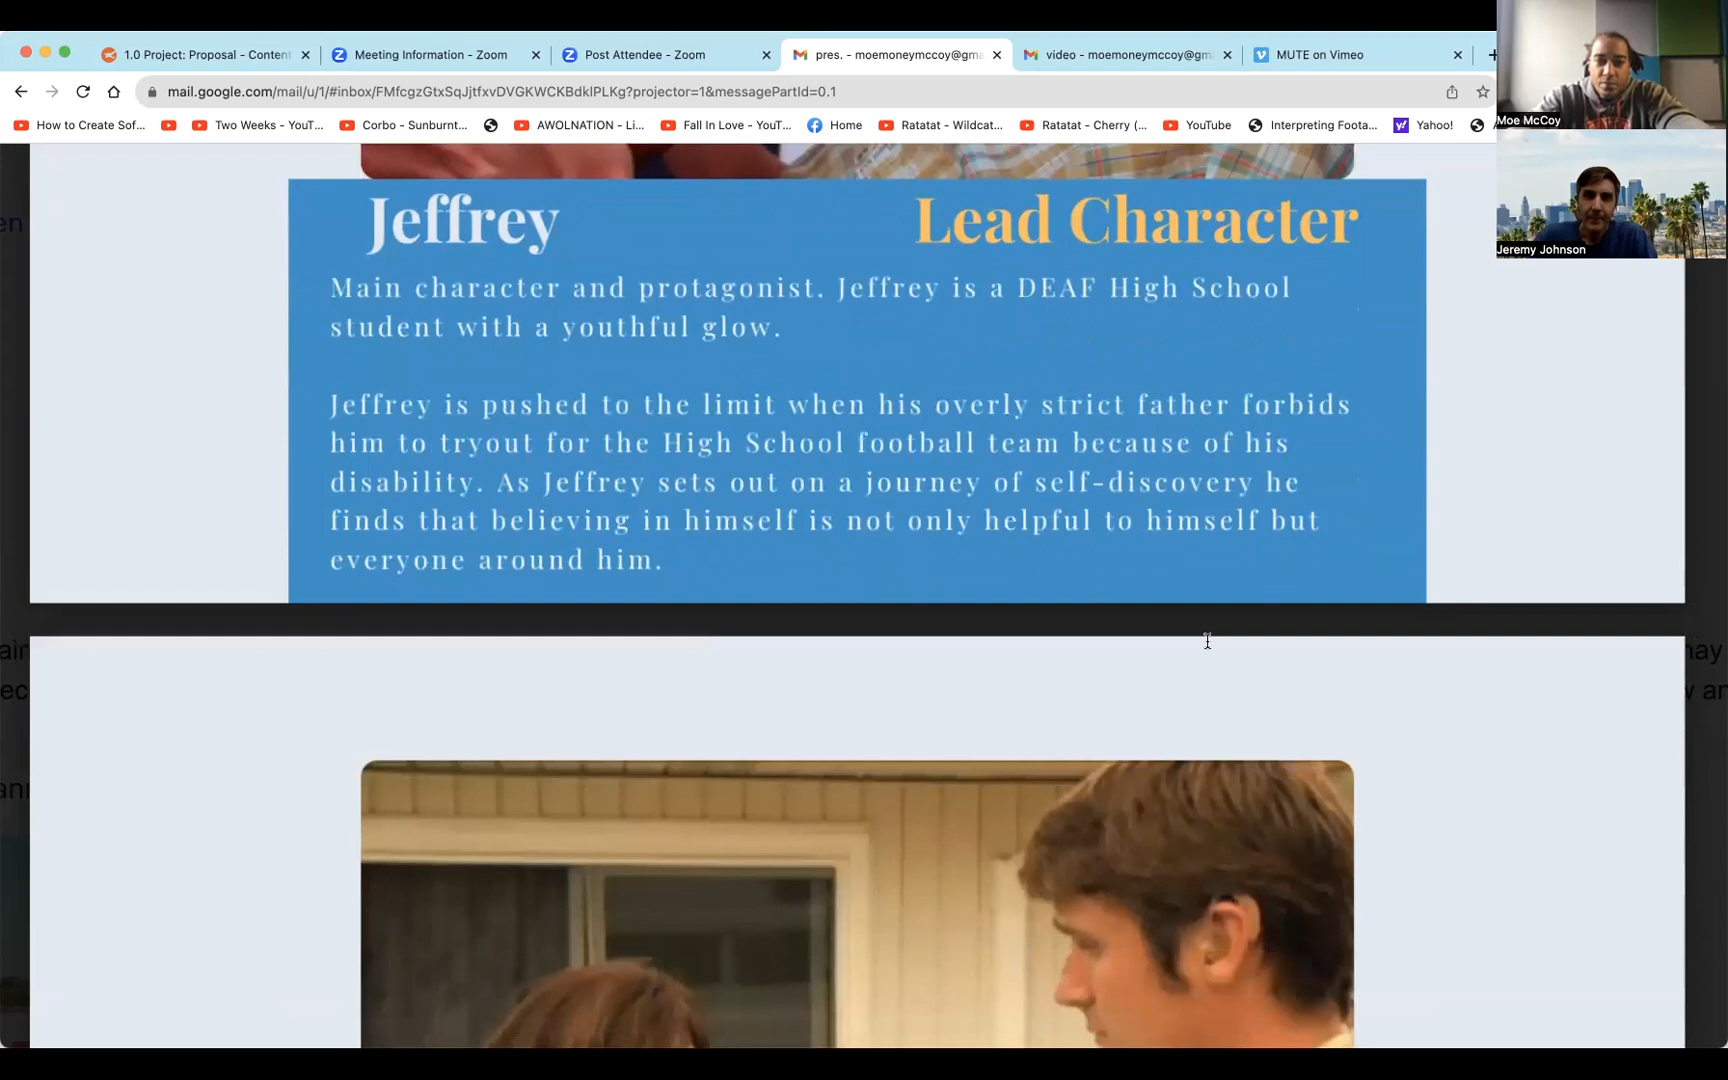 1.0 Project: Proposal - Content
Meeting Information - Zoom
Post Attendee - Zoom
pres. - moemoneymccoy@gma
video - moemoneymccoy@gm
MUTE on Vimeo
mail.google.com/mail/u/1/#inbox/FMfcgzGtxSqJjtfxvDVGKWCKBdklPLKg?projector=1&messagePartId=0.1
How to Create Sof...
Two Weeks - YouT...
Corbo - Sunburnt...
AWOLNATION - Li...
Fall In Love - YouT...
Home
Ratatat - Wildcat...
Ratatat - Cherry (...
YouTube
Interpreting Foota...
Yahoo!
Moe McCoy
Jeremy Johnson
Jeffrey
Lead Character
Main character and protagonist. Jeffrey is a DEAF High School
student with a youthful glow.
Jeffrey is pushed to the limit when his overly strict father forbids
him to tryout for the High School football team because of his
disability. As Jeffrey sets out on a journey of self-discovery he
finds that believing in himself is not only helpful to himself but
everyone around him.